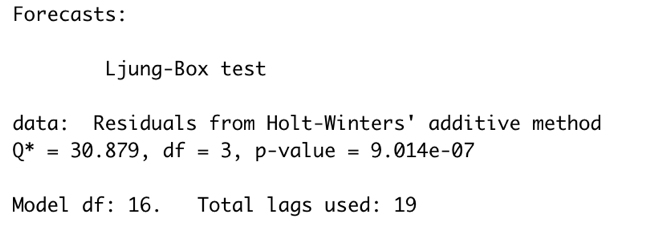 Forecasts:
Ljung-Box test
data:  Residuals from Holt-Winters' additive method
Q* = 30.879, df = 3, p-value = 9.014e-07
Model df: 16.   Total lags used: 19